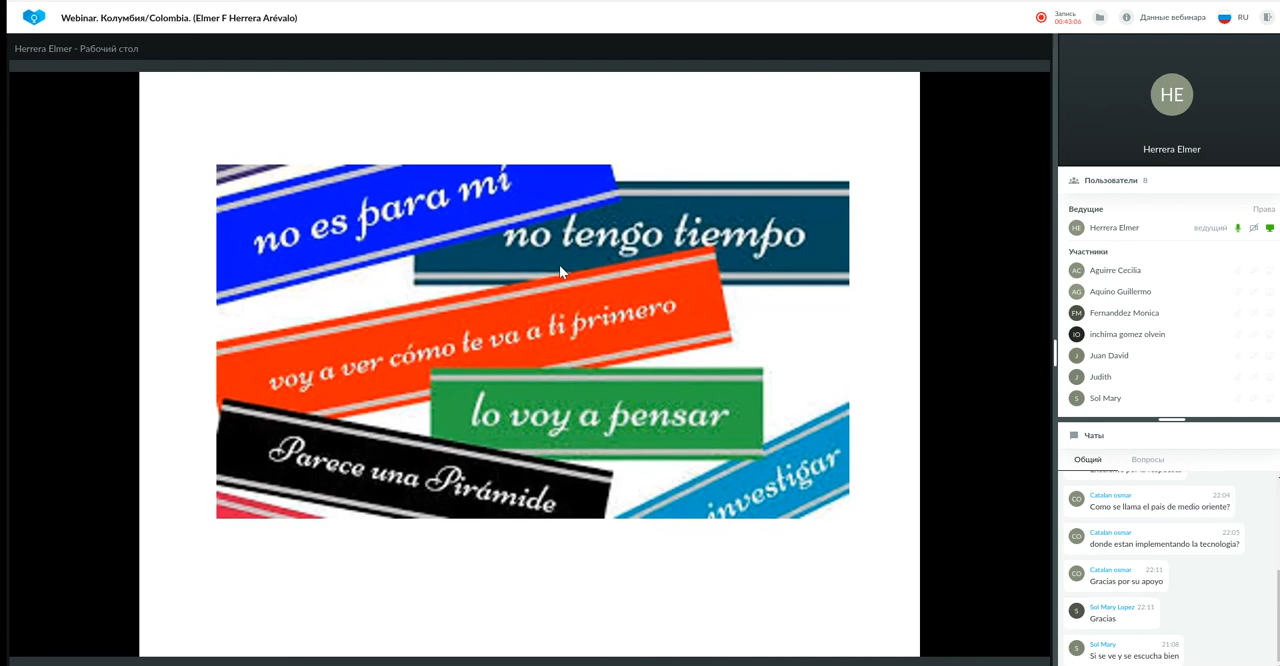 Webinar. Колумбия/Colombia. (Elmer F Herrera Arévalo)
Запись
00:43:06
Данные вебинара
RU
Herrera Elmer - Рабочий стол
no es para mí
no tengo tiempo
voy a ver cómo te va a ti primero
lo voy a pensar
Parece una Pirámide
investigar
HE
Herrera Elmer
Пользователи 8
Ведущие Права
HE Herrera Elmer ведущий
Участники
AC Aguirre Cecilia
AG Aquino Guillermo
FM Fernanddez Monica
IO inchima gomez olvein
J Juan David
J Judith
S Sol Mary
Чаты
Общий Вопросы
CO Catalan osmar 22:04
Como se llama el pais de medio oriente?
CO Catalan osmar 22:05
donde estan implementando la tecnologia?
CO Catalan osmar 22:11
Gracias por su apoyo
S Sol Mary Lopez 22:11
Gracias
S Sol Mary 21:08
Si se ve y se escucha bien